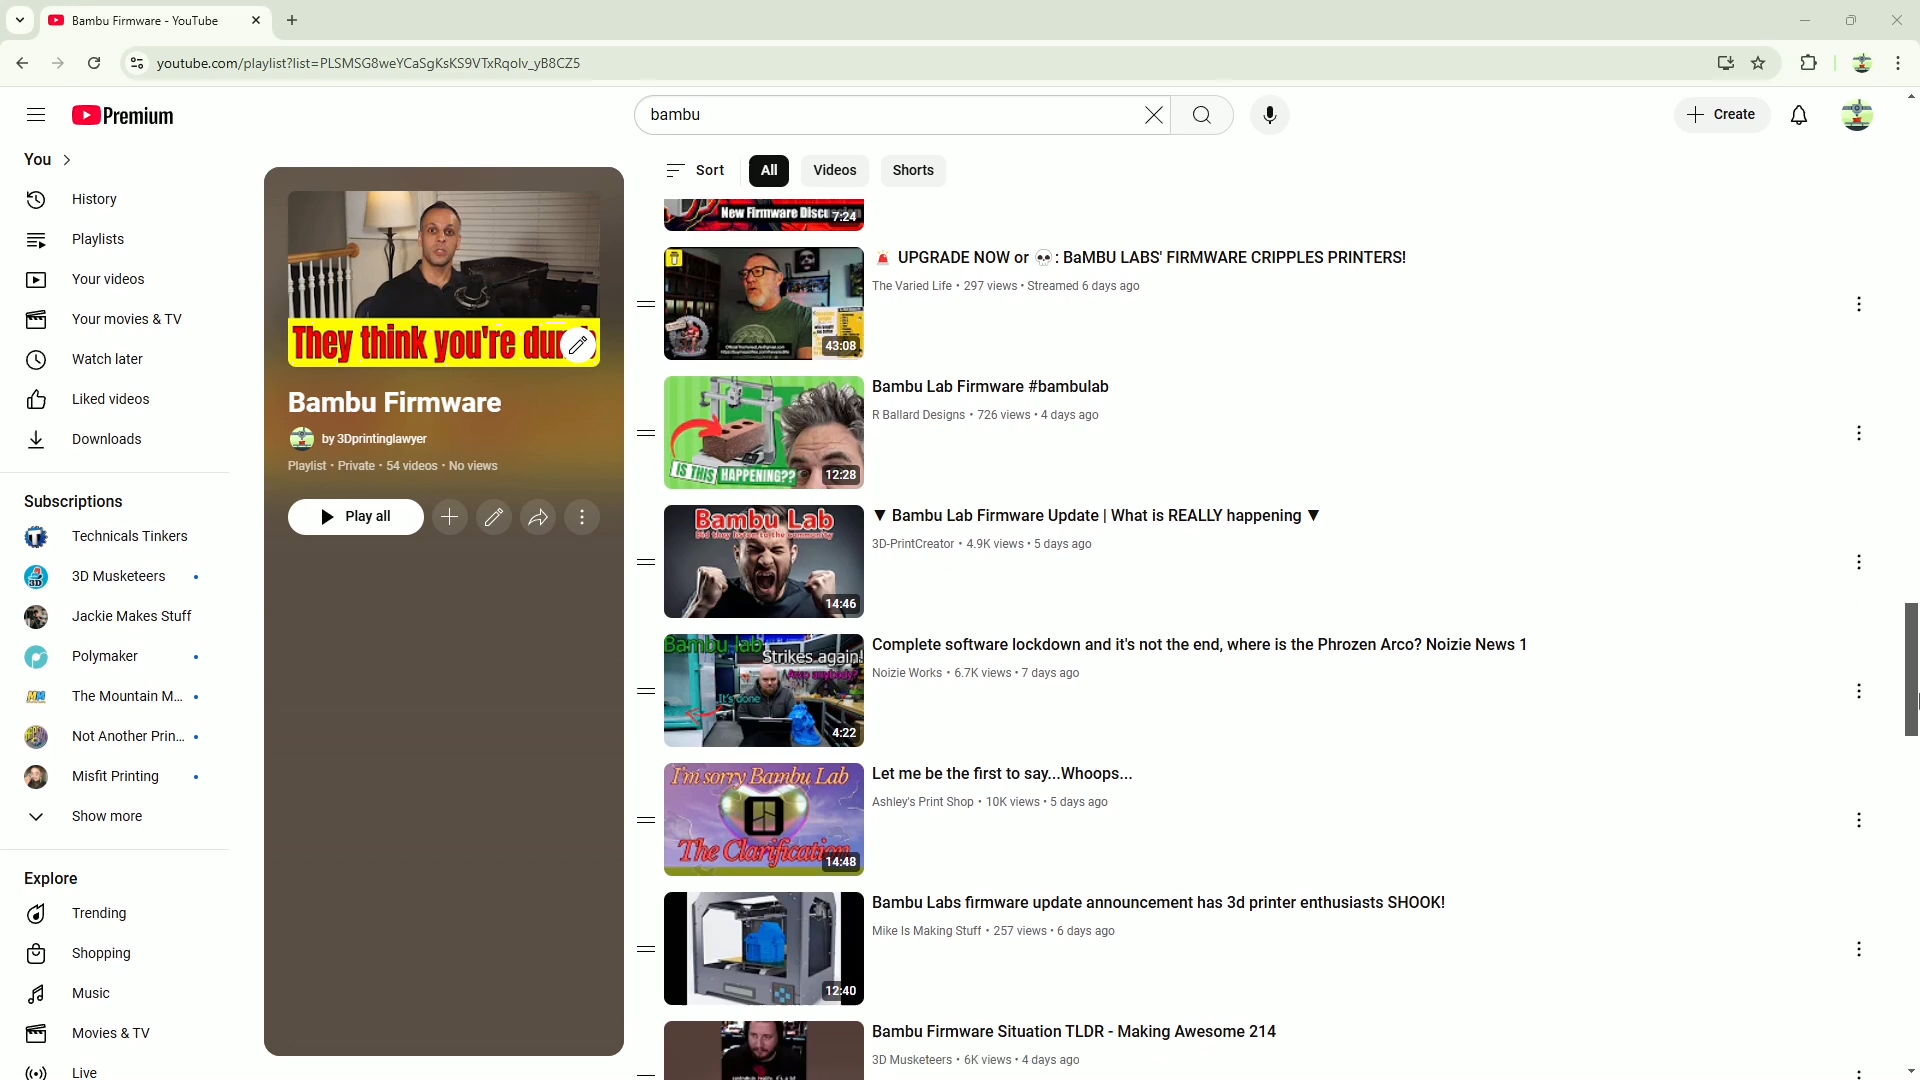 Bambu Firmware - YouTube
youtube.com/playlist?list=PLSMSG8weYCaSgKsKS9VTxRqolv_yB8CZ5
Premium
bambu
Create
You
History
Playlists
Your videos
Your movies & TV
Watch later
Liked videos
Downloads
Subscriptions
Technicals Tinkers
3D Musketeers
Jackie Makes Stuff
Polymaker
The Mountain M...
Not Another Prin...
Misfit Printing
Show more
Explore
Trending
Shopping
Music
Movies & TV
Live
They think you're
Bambu Firmware
by 3Dprintinglawyer
Playlist • Private • 54 videos • No views
Play all
Sort
All
Videos
Shorts
New Firmware
7:24
🚨 UPGRADE NOW or 💀: BaMBU LABS' FIRMWARE CRIPPLES PRINTERS!
The Varied Life • 297 views • Streamed 6 days ago
43:08
Bambu Lab Firmware #bambulab
R Ballard Designs • 726 views • 4 days ago
IS THIS HAPPENING??
12:28
▼ Bambu Lab Firmware Update | What is REALLY happening ▼
3D-PrintCreator • 4.9K views • 5 days ago
Bambu Lab
Did they listen to the community
14:46
Complete software lockdown and it's not the end, where is the Phrozen Arco? Noizie News 1
Noizie Works • 6.7K views • 7 days ago
Bambu lab
Strikes again!
Arco anybody?
It's done
4:22
Let me be the first to say...Whoops...
Ashley's Print Shop • 10K views • 5 days ago
I'm sorry Bambu Lab
The Clarification
14:48
Bambu Labs firmware update announcement has 3d printer enthusiasts SHOOK!
Mike Is Making Stuff • 257 views • 6 days ago
12:40
Bambu Firmware Situation TLDR - Making Awesome 214
3D Musketeers • 6K views • 4 days ago